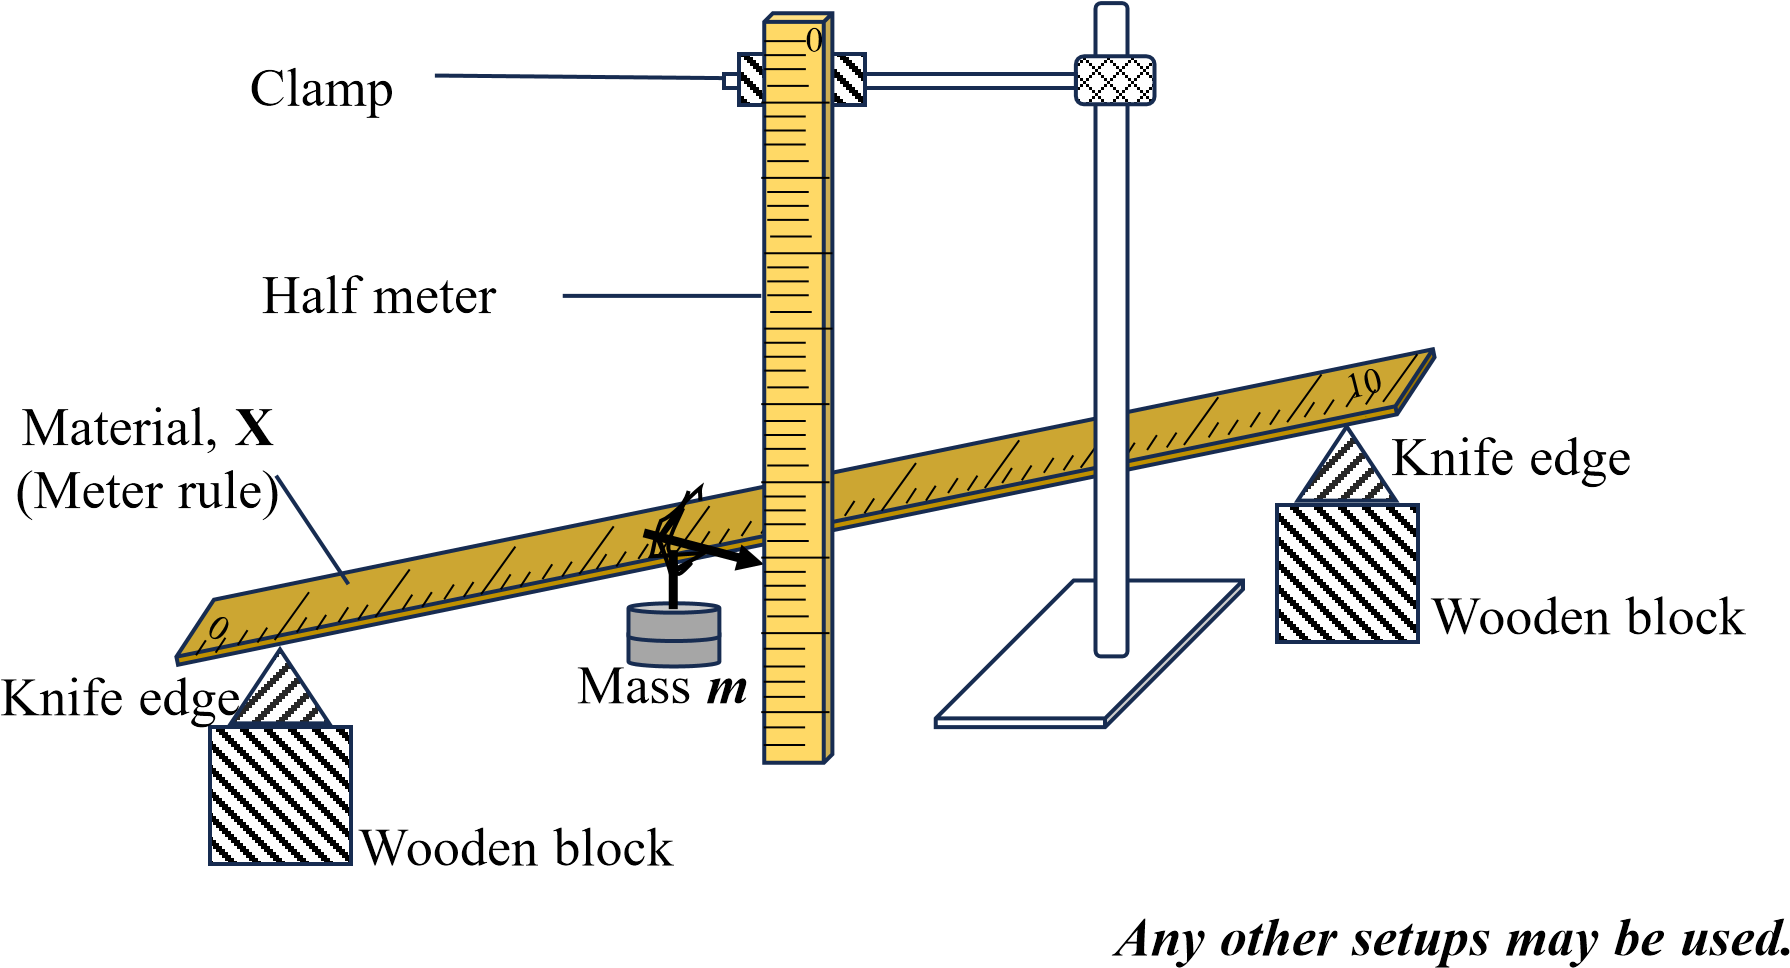 0
Clamp
Half meter
10
Material, X
(Meter rule)
Knife edge
0
Wooden block
Mass m
Knife edge
Wooden block
Any other setups may be used.